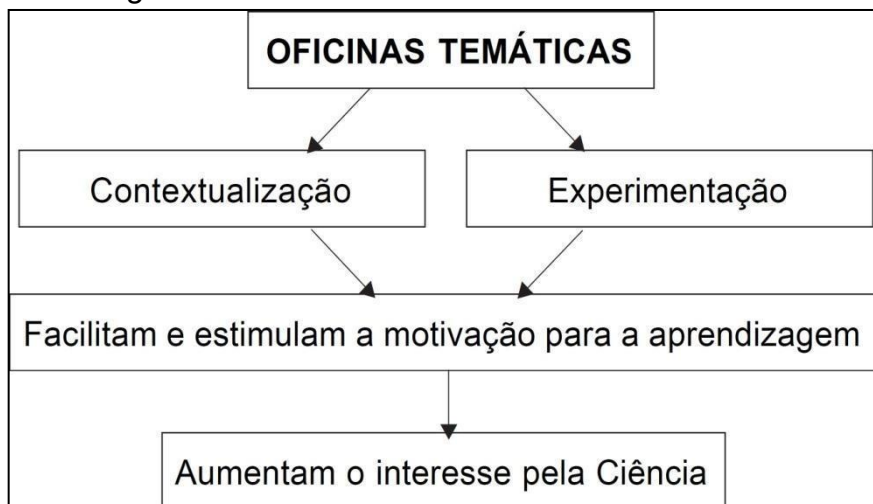 OFICINAS TEMÁTICAS
Contextualização
Experimentação
Facilitam e estimulam a motivação para a aprendizagem
Aumentam o interesse pela Ciência